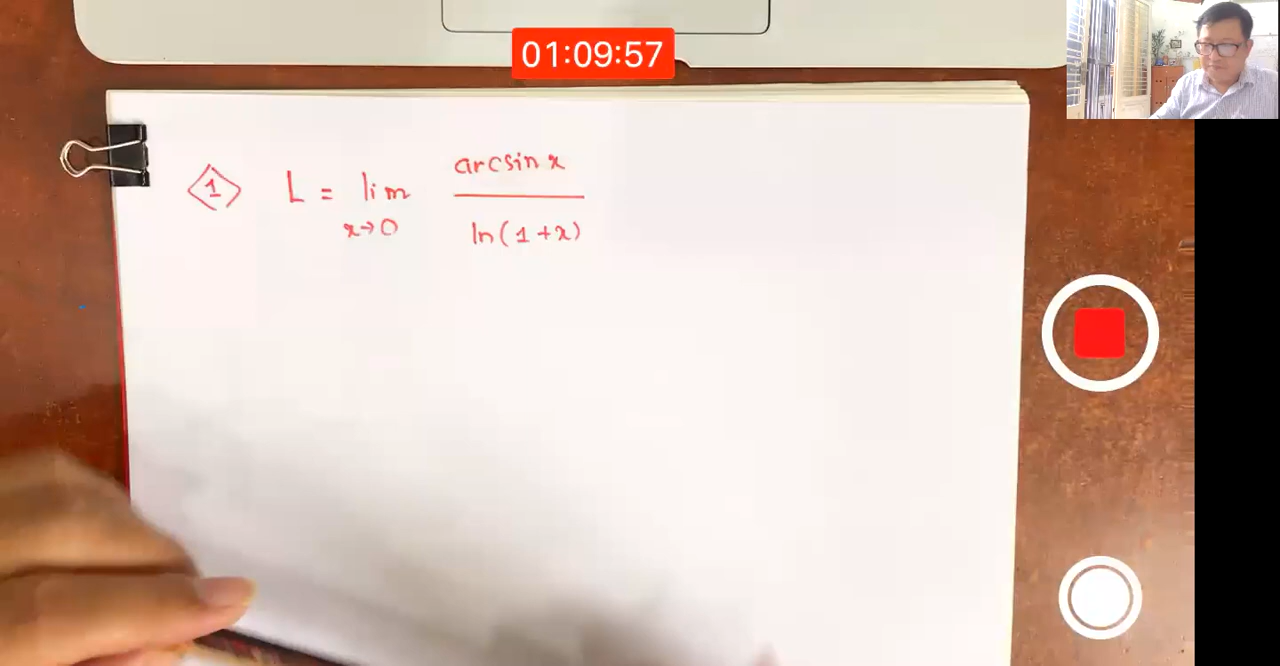 01:09:57
1 L = lim x→0 arcsin x / ln(1+x)